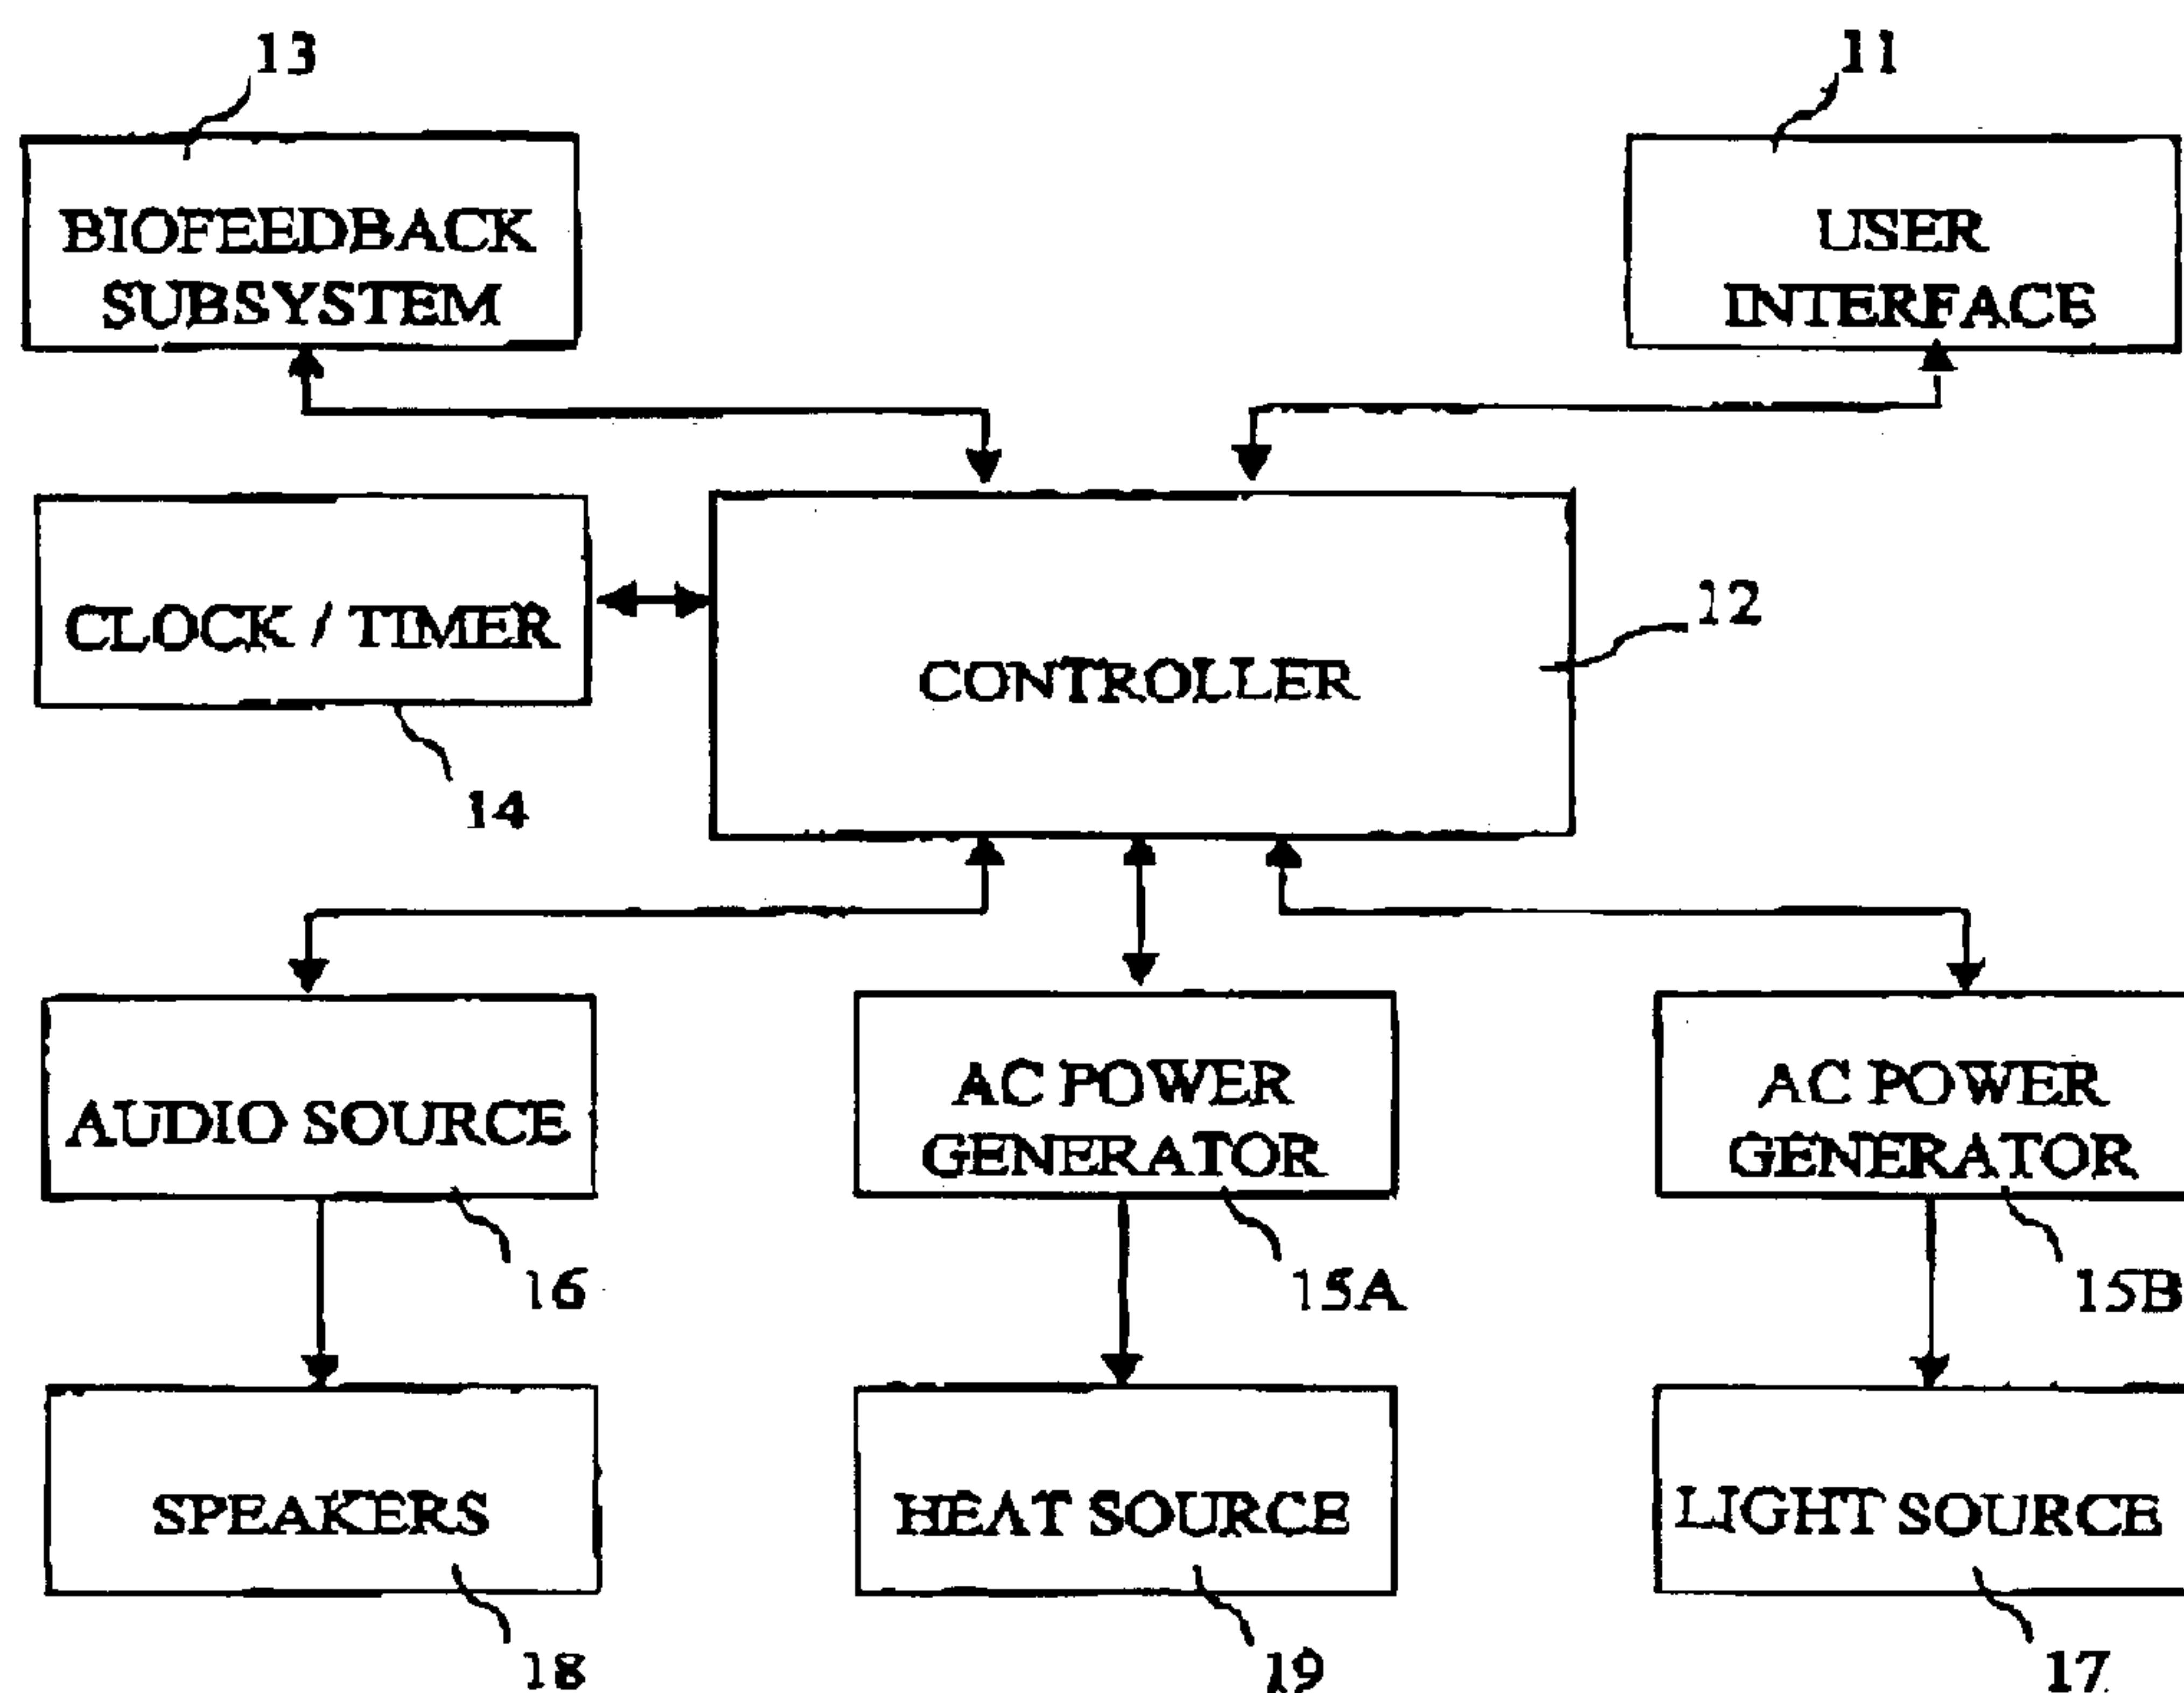 13
11
BIOFEEDBACK
SUBSYSTEM
USER
INTERFACE
CLOCK / TIMER
12
CONTROLLER
14
AUDIO SOURCE
AC POWER
GENERATOR
AC POWER
GENERATOR
16
15A
15B
SPEAKERS
HEAT SOURCE
LIGHT SOURCE
18
19
17